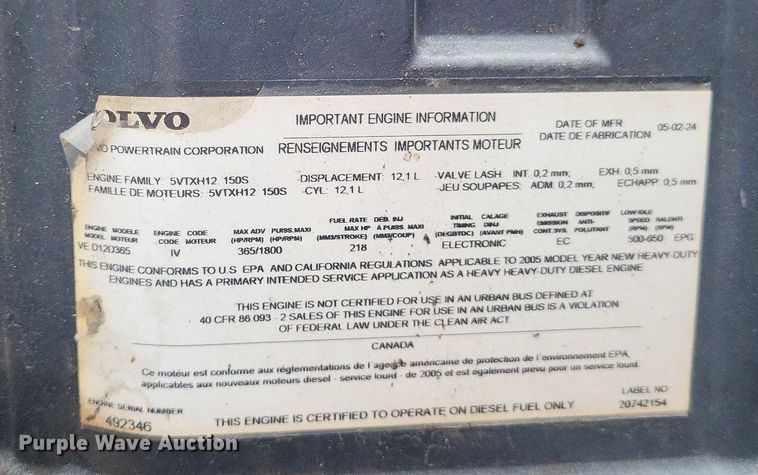 OLVO
IMPORTANT ENGINE INFORMATION
DATE OF MFR 05-02-24
ND POWERTRAIN CORPORATION
RENSEIGNEMENTS IMPORTANTS MOTEUR
DATE DE FABRICATION
ENGINE FAMILY 5VTXH12 150S -DISPLACEMENT: 12,1 L -VALVE LASH INT: 0,2 mm; EXH: 0,5 mm
FAMILLE DE MOTEURS: 5VTXH12 150S -CYL: 12,1 L -JEU SOUPAPES: ADM: 0,2 mm; ECHAPP: 0,5 mm
ENGINE MODELE ENGINE CODE MAX ADV PUISS.MAXI FUEL RATE DEB. INJ INITIAL CALAGE EXHAUST DISPOSITIF LOW IDLE
MODEL MOTEUR CODE MOTEUR (HP/RPM) (HP/RPM) MAX HP A PUISS. MAXI TIMING DINJ EMISSION ANTI- SPEED RALENTI
(MM3/STROKE) (MM3/COUP) (DEGBTDC) (AVANT PMH) CONT.SYS. POLLUTANT (RPM) (RPM)
VE D12D365 IV 365/1800 218 ELECTRONIC EC 500-650 EPG
THIS ENGINE CONFORMS TO U.S EPA AND CALIFORNIA REGULATIONS APPLICABLE TO 2005 MODEL YEAR NEW HEAVY-DUTY
ENGINES AND HAS A PRIMARY INTENDED SERVICE APPLICATION AS A HEAVY HEAVY-DUTY DIESEL ENGINE
THIS ENGINE IS NOT CERTIFIED FOR USE IN AN URBAN BUS DEFINED AT
40 CFR 86.093 - 2 SALES OF THIS ENGINE FOR USE IN AN URBAN BUS IS A VIOLATION
OF FEDERAL LAW UNDER THE CLEAN AIR ACT
CANADA
Ce moteur est conforme aux réglementations de l'agence américaine de protection de l'environnement EPA,
applicables aux nouveaux moteurs diesel - service lourd - de 2005 et est également prevu pour un service lourd.
ENGINE SERIAL NUMBER
LABEL NO
492346
THIS ENGINE IS CERTIFIED TO OPERATE ON DIESEL FUEL ONLY
20742154
Purple Wave Auction